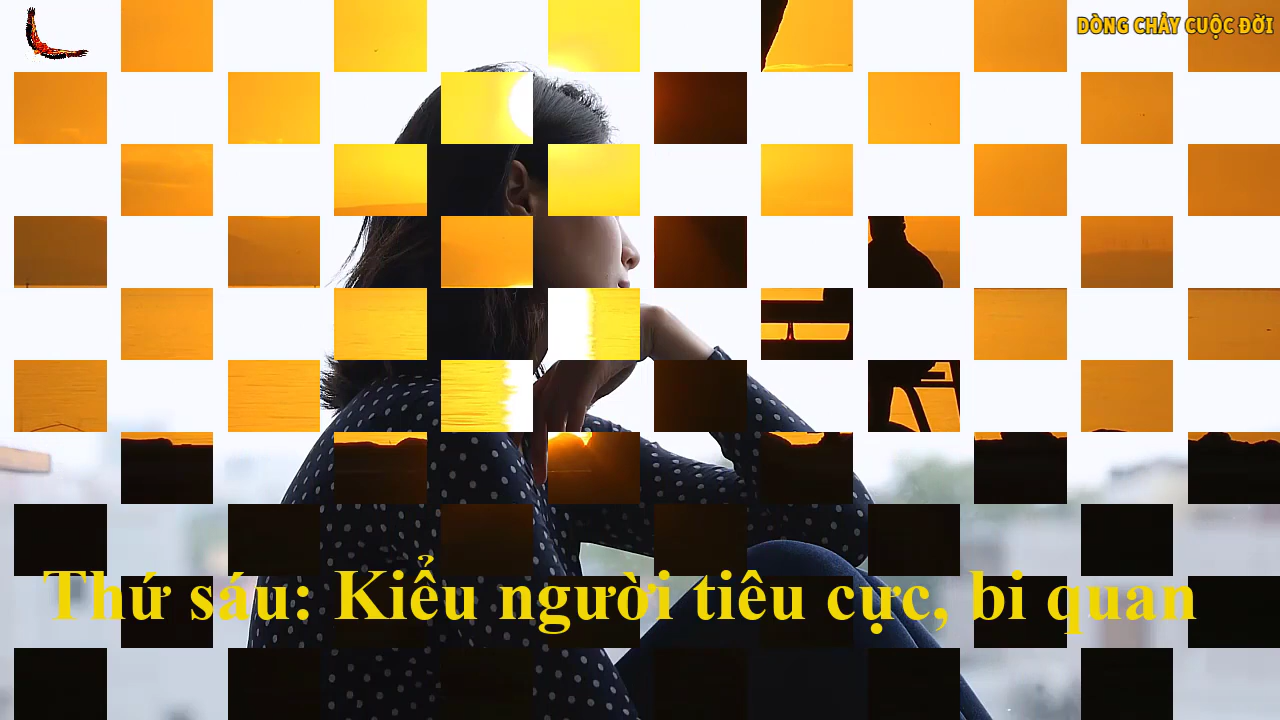 DÒNG CHẢY CUỘC ĐỜI
Thứ sáu: Kiểu người tiêu cực, bi quan